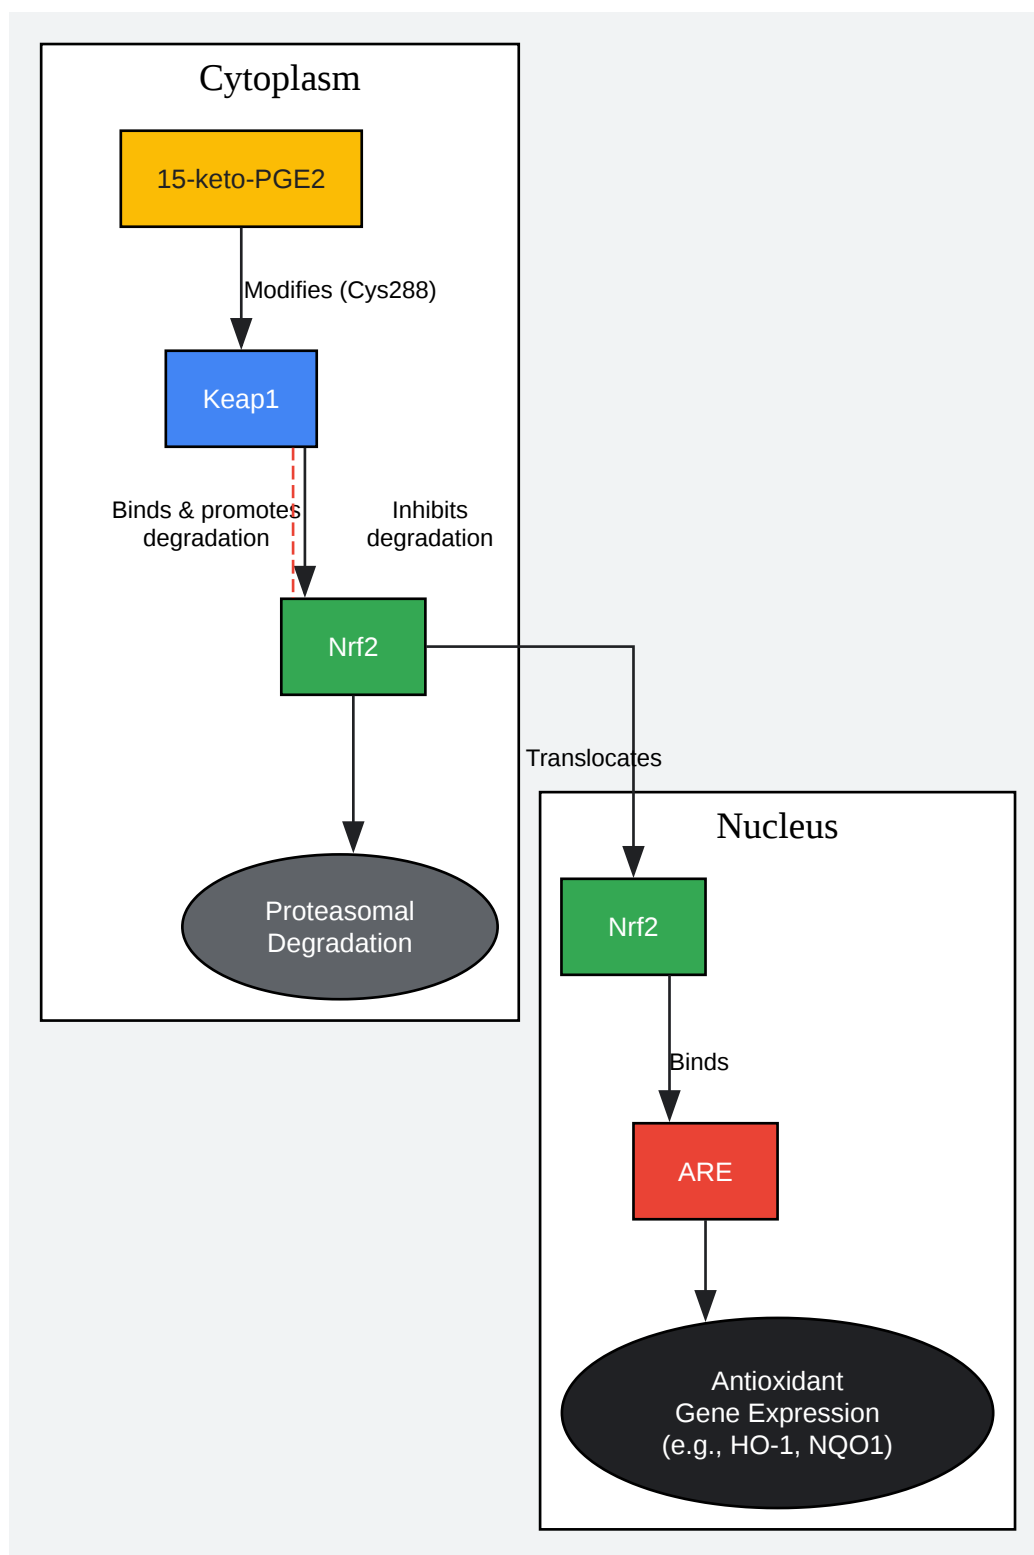 Cytoplasm
15-keto-PGE2
Modifies (Cys288)
Keap1
Binds & promotes
degradation
Inhibits
degradation
Nrf2
Translocates
Proteasomal
Degradation
Nucleus
Nrf2
Binds
ARE
Antioxidant
Gene Expression
(e.g., HO-1, NQO1)